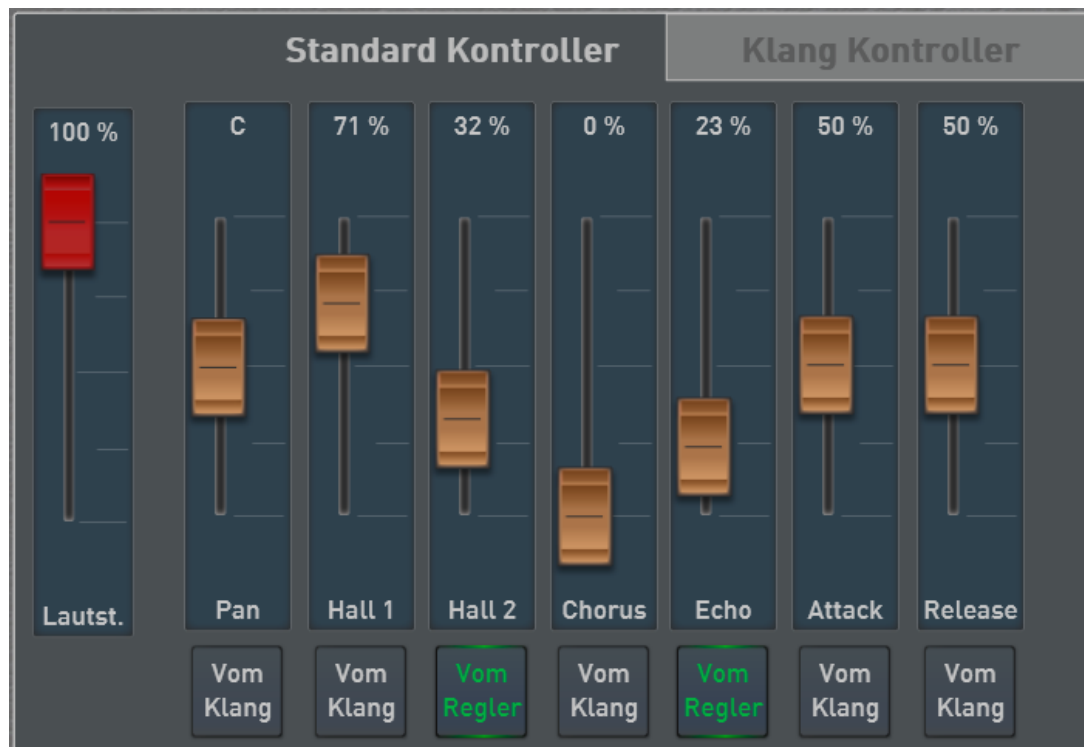 Standard Kontroller
Klang Kontroller
100 %
C
71 %
32 %
0 %
23 %
50 %
50 %
Lautst.
Pan
Hall 1
Hall 2
Chorus
Echo
Attack
Release
Vom
Klang
Vom
Klang
Vom
Regler
Vom
Klang
Vom
Regler
Vom
Klang
Vom
Klang